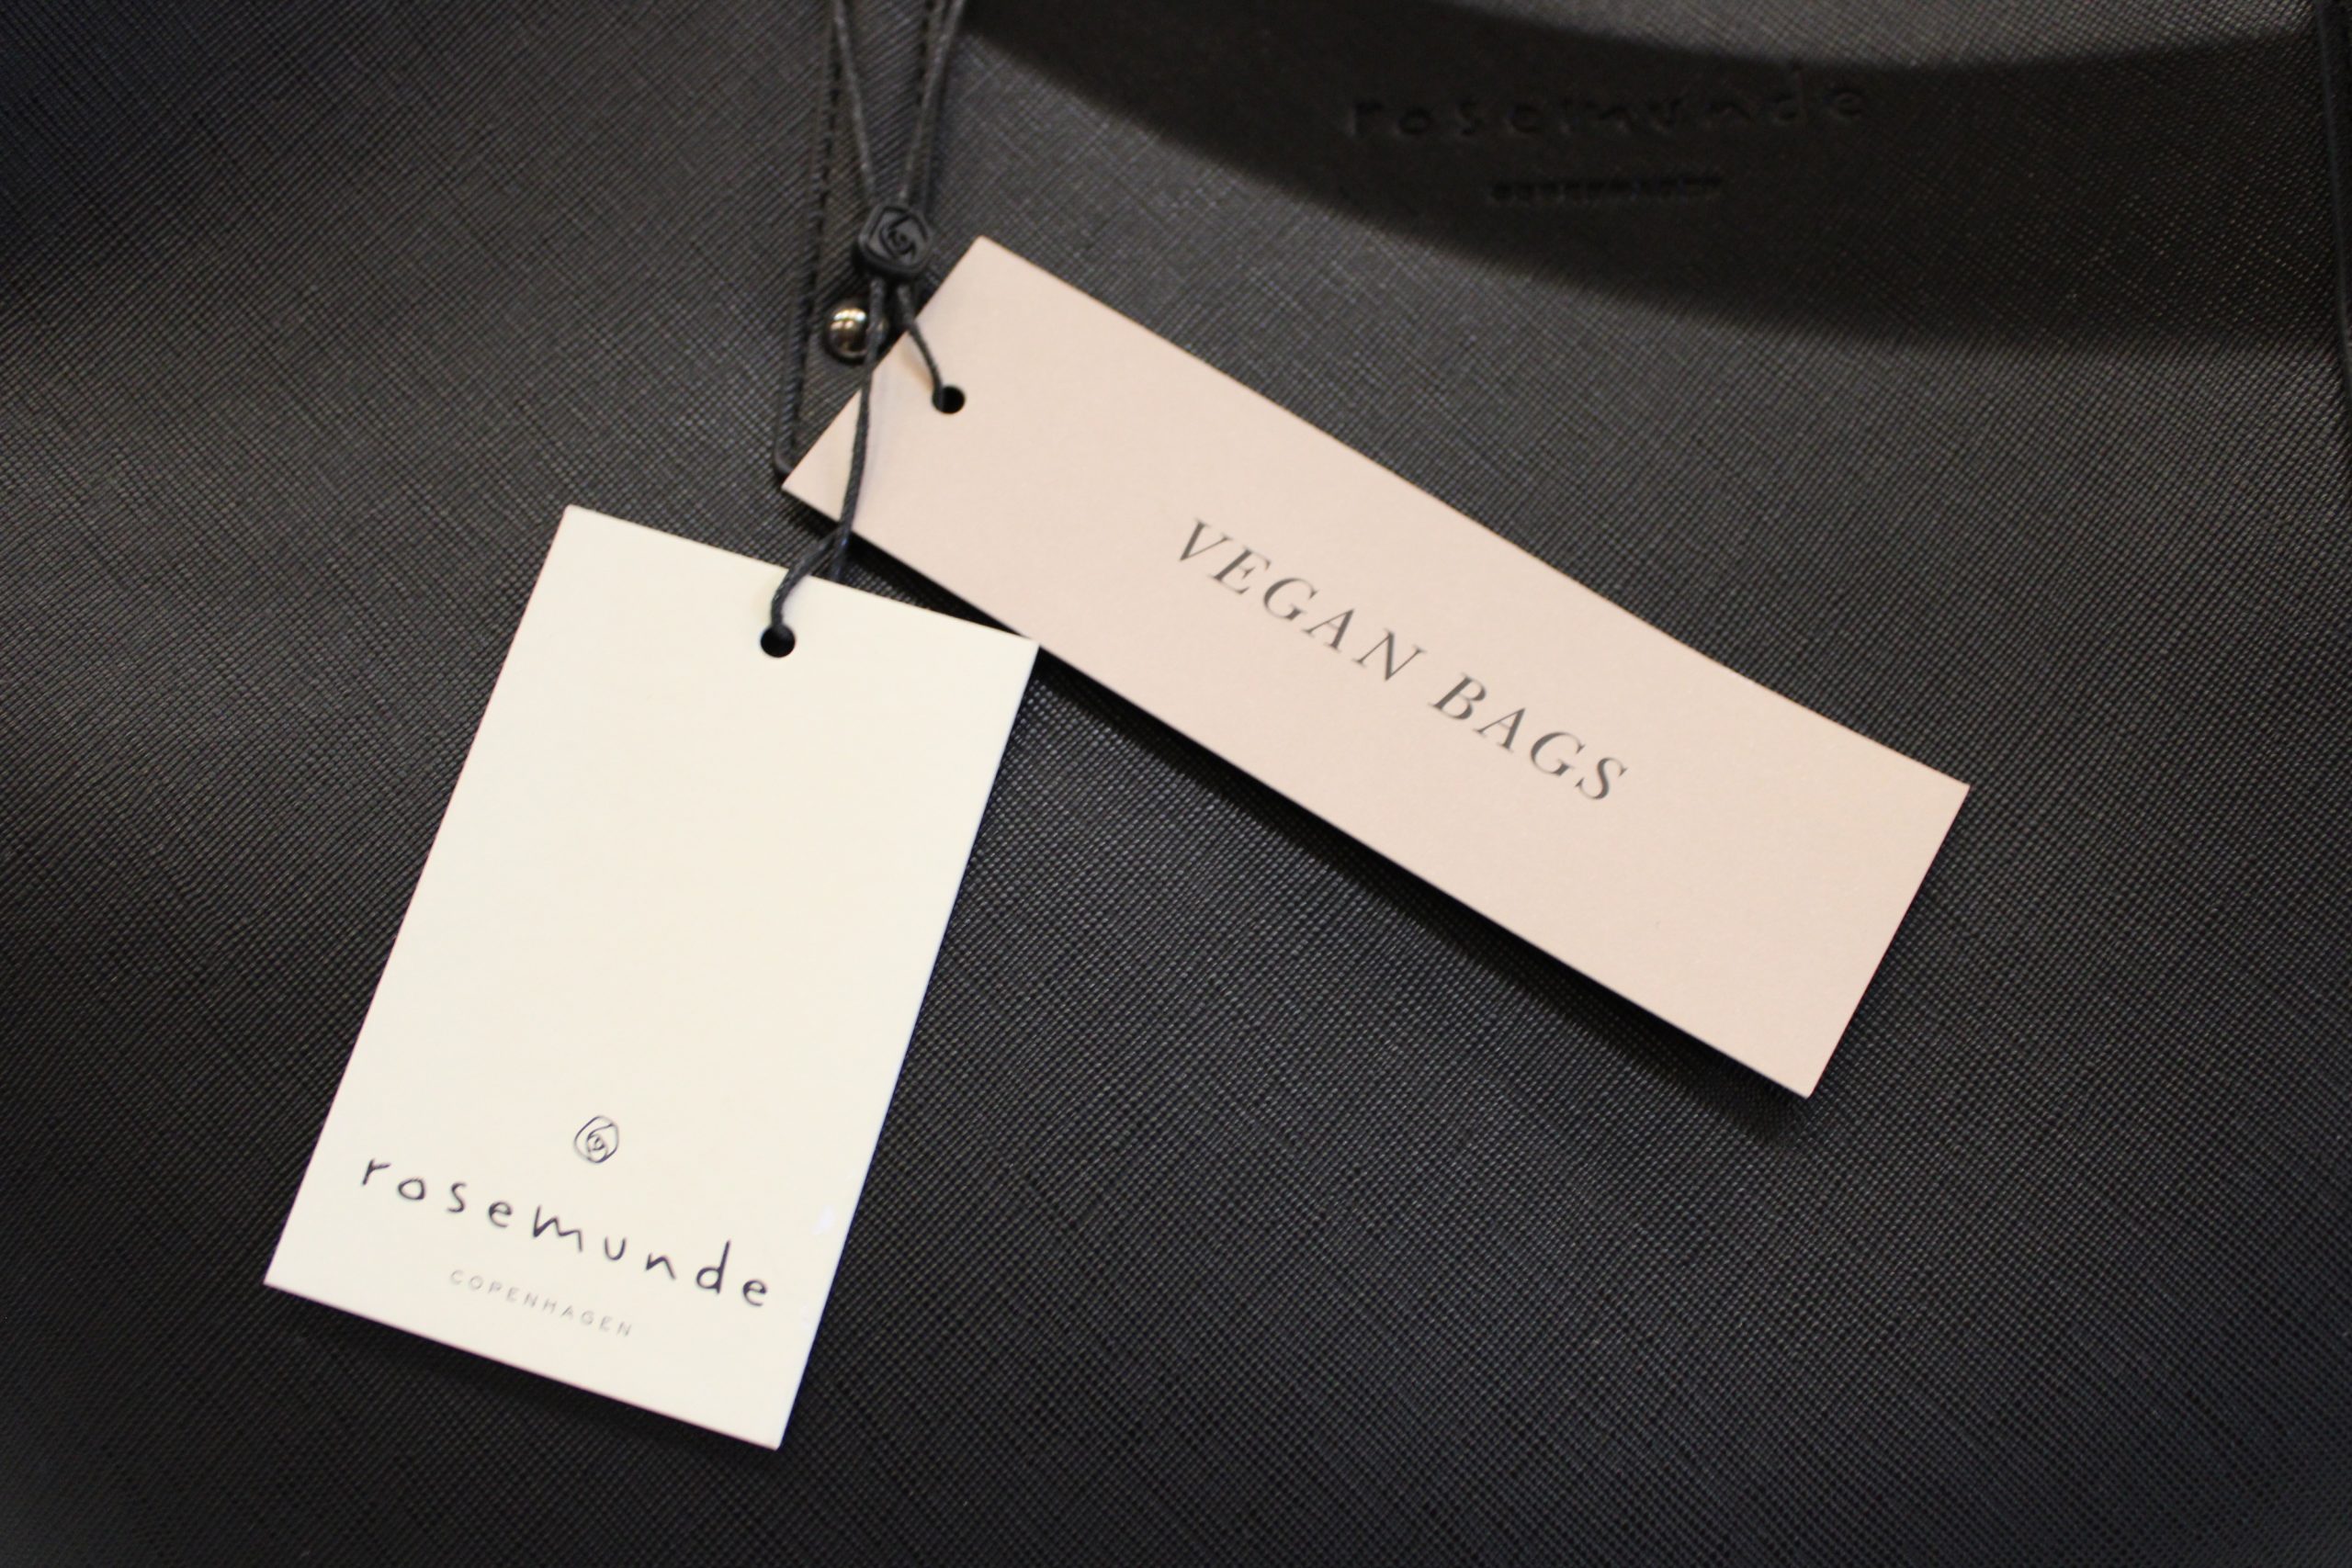 rosemunde
VEGAN BAGS
rosemunde
COPENHAGEN